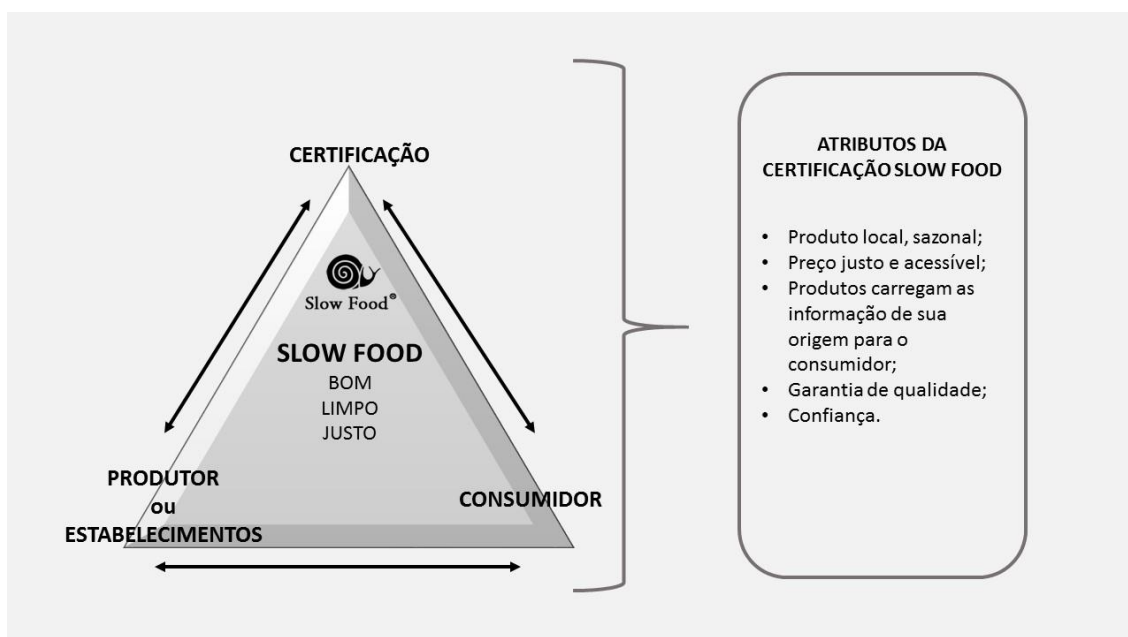 CERTIFICAÇÃO
Slow Food®
SLOW FOOD
BOM
LIMPO
JUSTO
PRODUTOR
ou
ESTABELECIMENTOS
CONSUMIDOR
ATRIBUTOS DA
CERTIFICAÇÃO SLOW FOOD
• Produto local, sazonal;
• Preço justo e acessível;
• Produtos carregam as
informação de sua
origem para o
consumidor;
• Garantia de qualidade;
• Confiança.